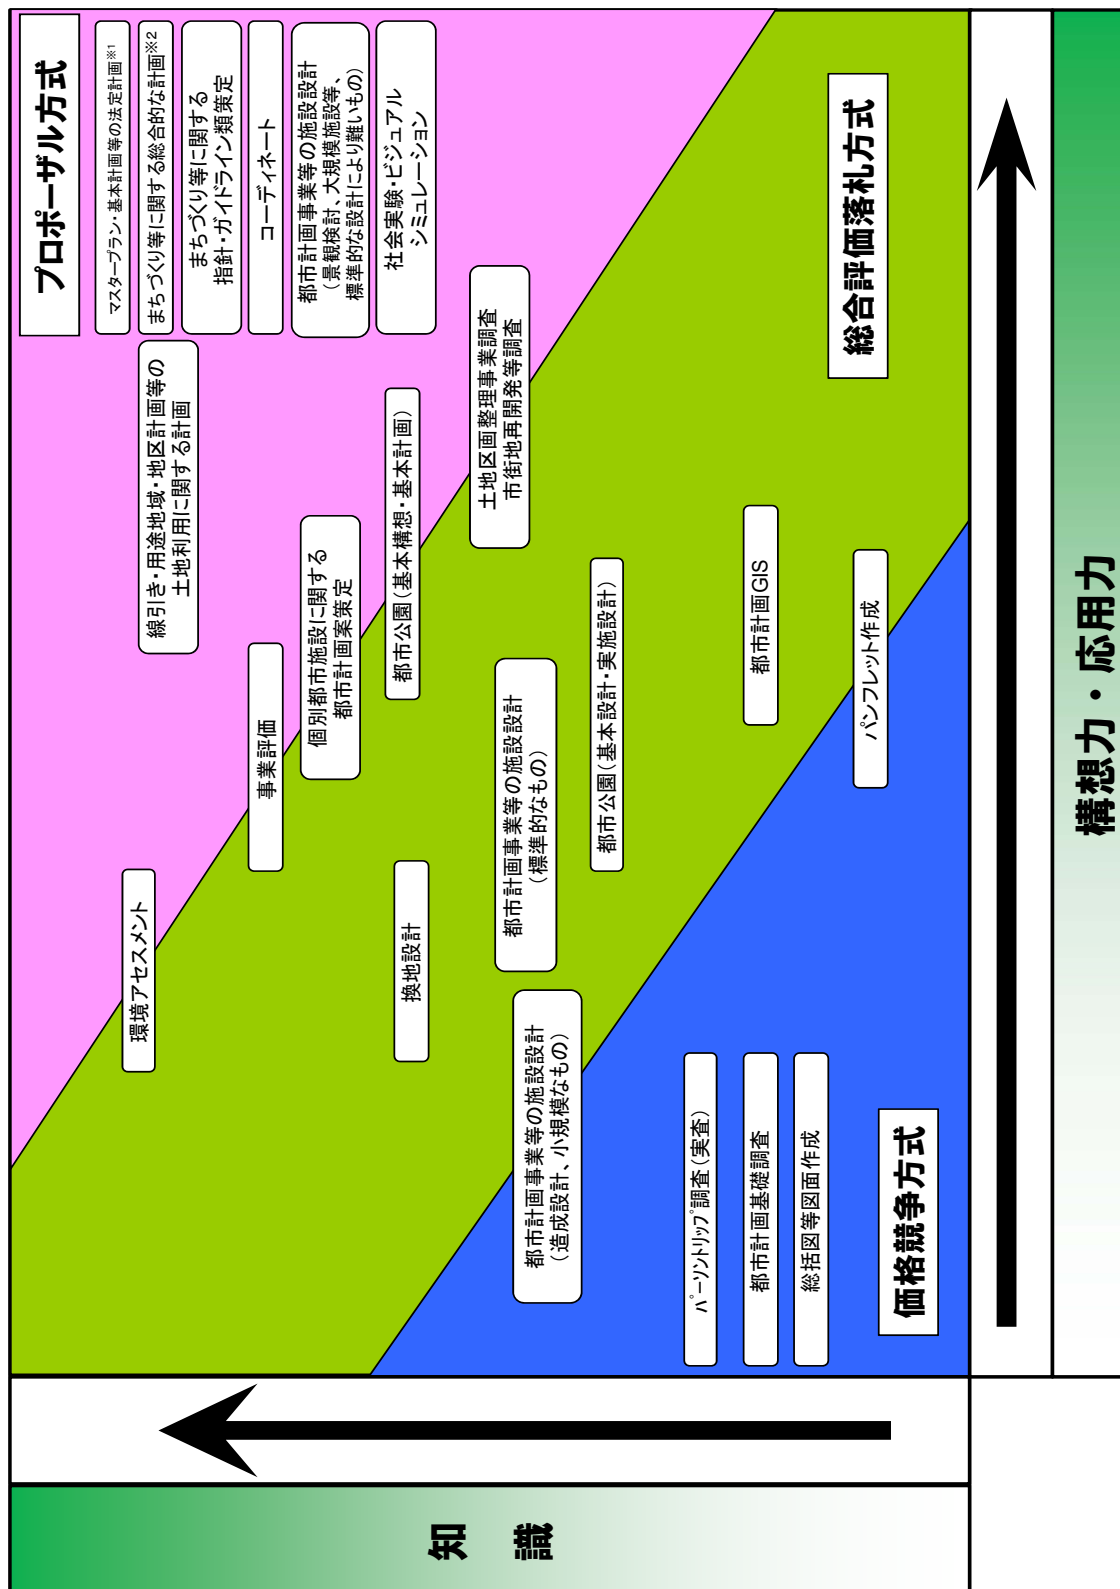 プロポーザル方式
マスタープラン・基本計画等の法定計画※1
まちづくり等に関する総合的な計画※2
まちづくり等に関する
指針・ガイドライン類策定
コーディネート
都市計画事業等の施設設計
(景観検討、大規模施設等、
標準的な設計により難いもの)
社会実験・ビジュアル
シミュレーション
線引き・用途地域・地区計画等の
土地利用に関する計画
環境アセスメント
事業評価
個別都市施設に関する
都市計画案策定
都市公園(基本構想・基本計画)
土地区画整理事業調査
市街地再開発等調査
換地設計
都市計画事業等の施設設計
(標準的なもの)
都市計画事業等の施設設計
(造成設計、小規模なもの)
都市公園(基本設計・実施設計)
都市計画GIS
パンフレット作成
総合評価落札方式
パーソントリップ調査(実査)
都市計画基礎調査
総括図等図面作成
価格競争方式
知 識
構想力・応用力